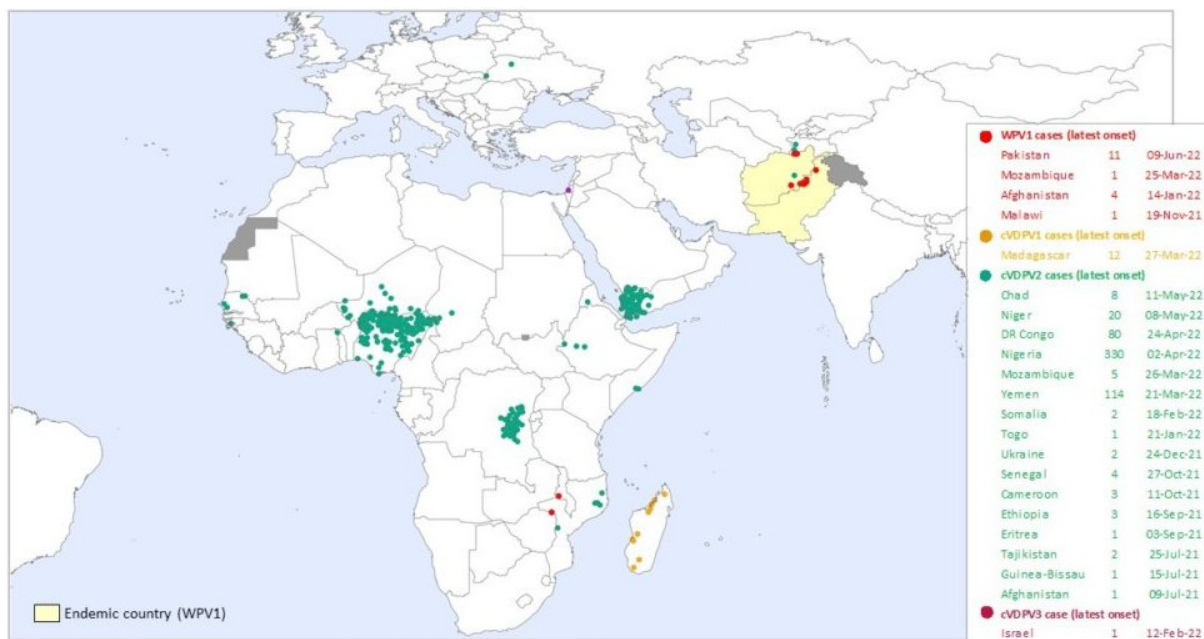 WPV1 cases (latest onset)
Pakistan 11 09-Jun-22
Mozambique 1 25-Mar-22
Afghanistan 4 14-Jan-22
Malawi 1 19-Nov-21
cVDPV1 cases (latest onset)
Madagascar 12 27-Mar-22
cVDPV2 cases (latest onset)
Chad 8 11-May-22
Niger 20 08-May-22
DR Congo 80 24-Apr-22
Nigeria 330 02-Apr-22
Mozambique 5 26-Mar-22
Yemen 114 21-Mar-22
Somalia 2 18-Feb-22
Togo 1 21-Jan-22
Ukraine 2 24-Dec-21
Senegal 4 27-Oct-21
Cameroon 3 11-Oct-21
Ethiopia 3 16-Sep-21
Eritrea 1 03-Sep-21
Tajikistan 2 25-Jul-21
Guinea-Bissau 1 15-Jul-21
Afghanistan 1 09-Jul-21
cVDPV3 case (latest onset)
Israel 1 12-Feb-22
Endemic country (WPV1)